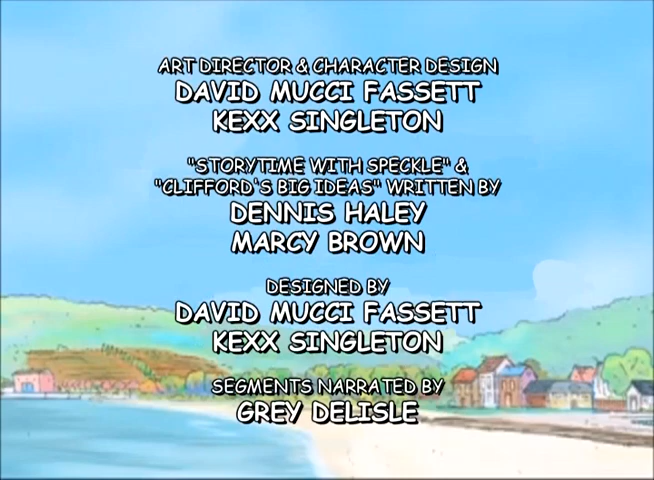 ART DIRECTOR & CHARACTER DESIGN
DAVID MUCCI FASSETT
KEXX SINGLETON
"STORYTIME WITH SPECKLE" &
"CLIFFORD'S BIG IDEAS" WRITTEN BY
DENNIS HALEY
MARCY BROWN
DESIGNED BY
DAVID MUCCI FASSETT
KEXX SINGLETON
SEGMENTS NARRATED BY
GREY DELISLE